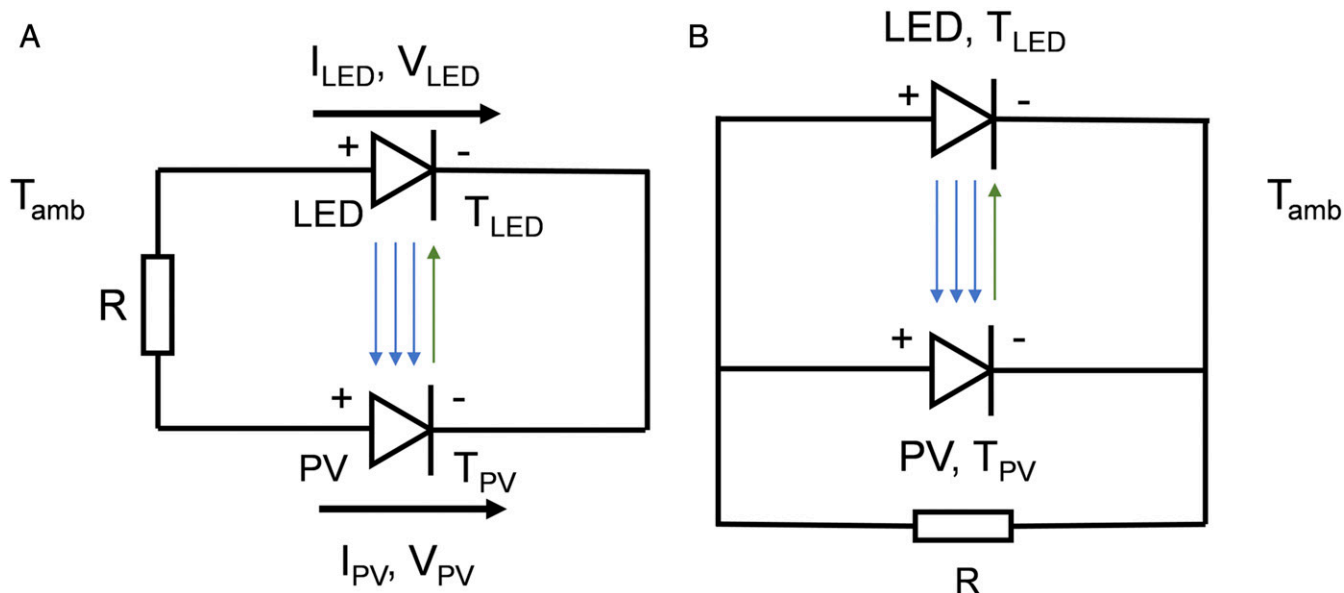 A
I_LED, V_LED
+ -
T_amb
LED T_LED
R
+ -
PV T_PV
I_PV, V_PV
B
LED, T_LED
+ -
T_amb
+ -
PV, T_PV
R